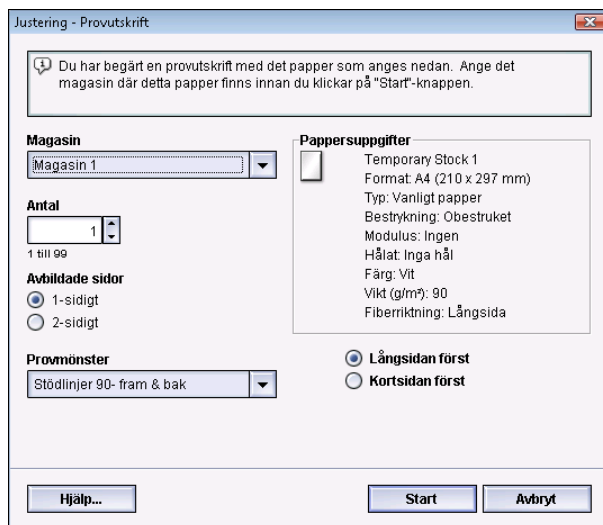 Justering - Provutskrift
Du har begärt en provutskrift med det papper som anges nedan. Ange det
magasin där detta papper finns innan du klickar på "Start"-knappen.
Magasin
Magasin 1
Antal
1
1 till 99
Avbildade sidor
1-sidigt
2-sidigt
Provmönster
Stödlinjer 90- fram & bak
Pappersuppgifter
Temporary Stock 1
Format: A4 (210 x 297 mm)
Typ: Vanligt papper
Bestrykning: Obestruket
Modulus: Ingen
Hålat: Inga hål
Färg: Vit
Vikt (g/m²): 90
Fiberriktning: Långsida
Långsidan först
Kortsidan först
Hjälp...
Start
Avbryt